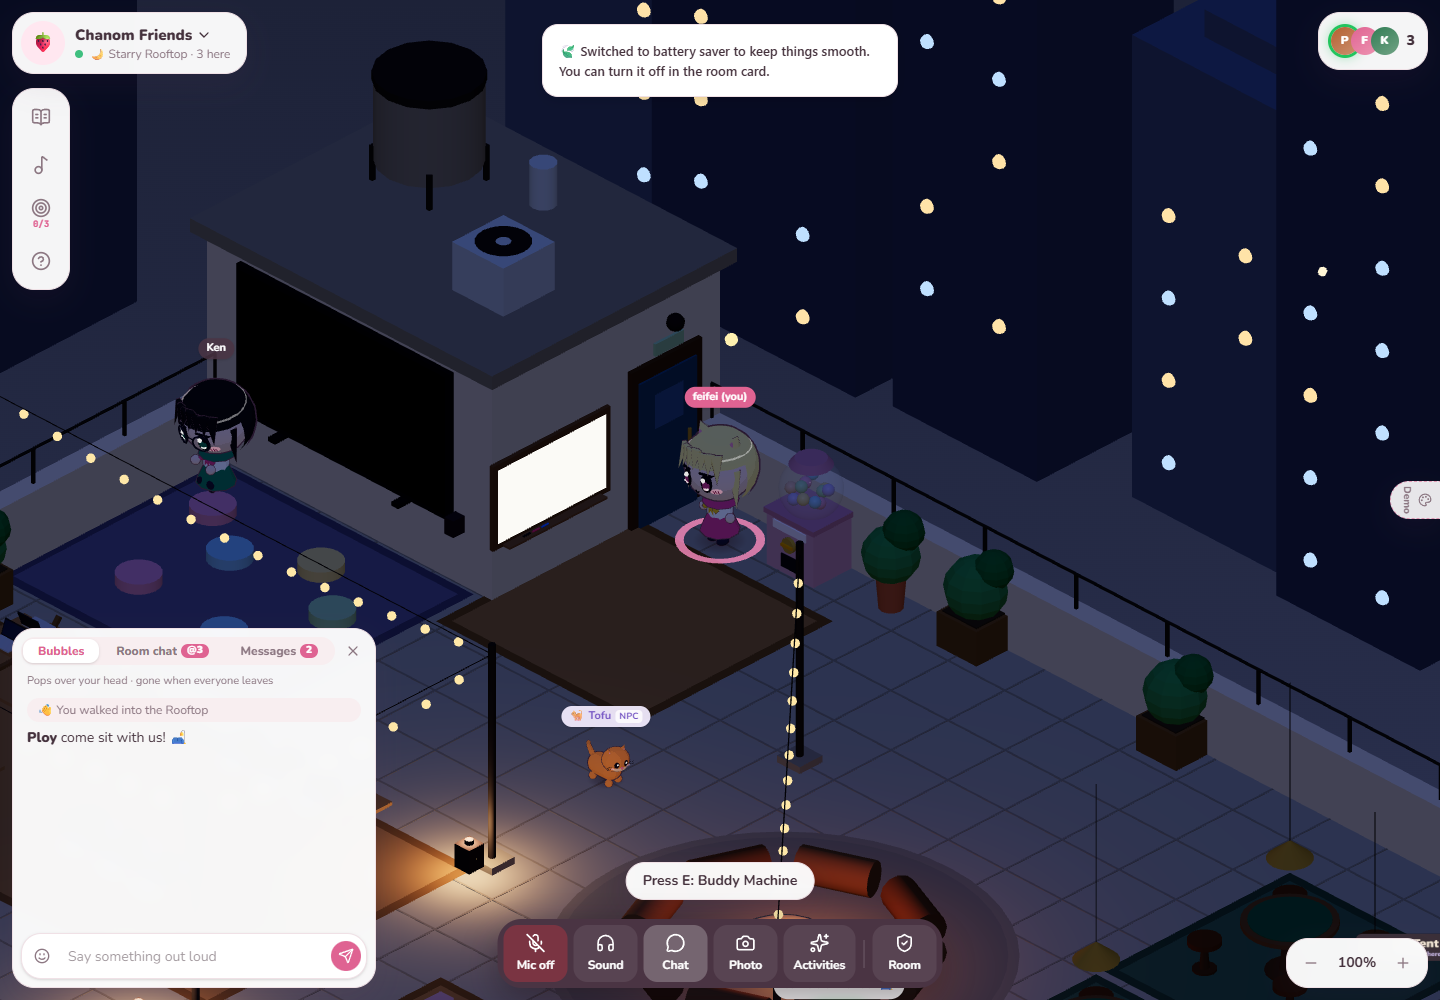 Chanom Friends
Starry Rooftop · 3 here
Switched to battery saver to keep things smooth.
You can turn it off in the room card.
P F K 3
0/3
Ken
feifei (you)
Demo
Bubbles
Room chat @3
Messages 2
Pops over your head · gone when everyone leaves
You walked into the Rooftop
Ploy come sit with us!
Tofu NPC
Press E: Buddy Machine
Say something out loud
Mic off
Sound
Chat
Photo
Activities
Room
100%